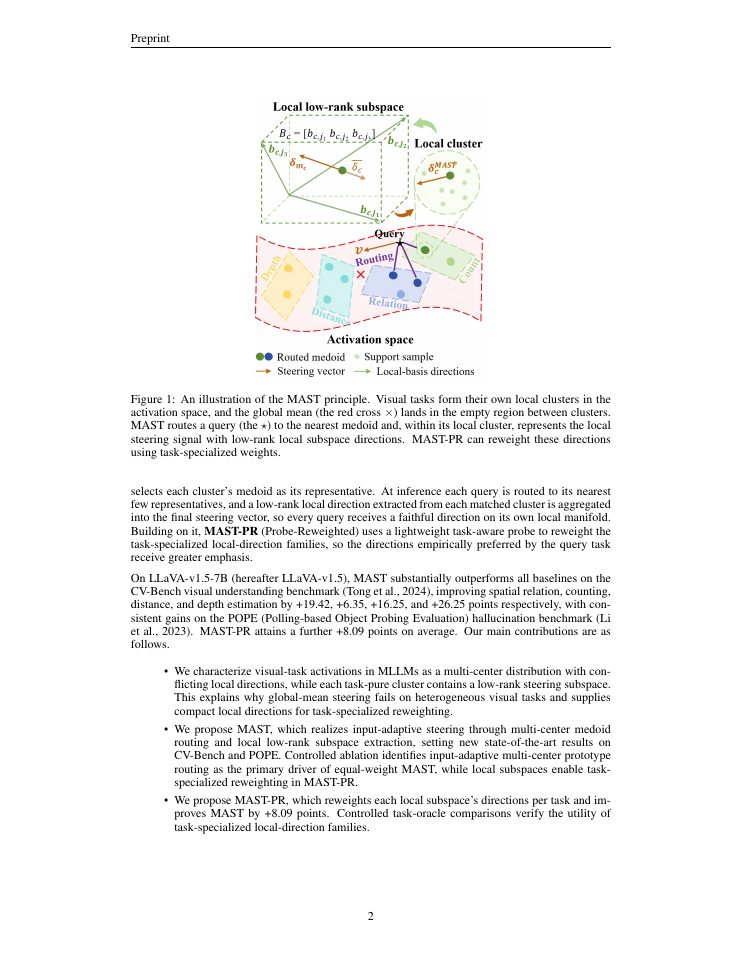 Preprint
Local low-rank subspace
B_c = [b_{c,j_1} b_{c,j_2} b_{c,j_3}]
b_{c,j_2}
Local cluster
b_{c,j_3}
δ_{m_c}
δ̅_c
δ_c^{MAST}
b_{c,j_1}
Query
v
Routing
Depth
Distance
Relation
Count
Activation space
Routed medoid
Support sample
Steering vector
Local-basis directions
Figure 1: An illustration of the MAST principle. Visual tasks form their own local clusters in the
activation space, and the global mean (the red cross ×) lands in the empty region between clusters.
MAST routes a query (the ⋆) to the nearest medoid and, within its local cluster, represents the local
steering signal with low-rank local subspace directions. MAST-PR can reweight these directions
using task-specialized weights.
selects each cluster's medoid as its representative. At inference each query is routed to its nearest
few representatives, and a low-rank local direction extracted from each matched cluster is aggregated
into the final steering vector, so every query receives a faithful direction on its own local manifold.
Building on it, MAST-PR (Probe-Reweighted) uses a lightweight task-aware probe to reweight the
task-specialized local-direction families, so the directions empirically preferred by the query task
receive greater emphasis.
On LLaVA-v1.5-7B (hereafter LLaVA-v1.5), MAST substantially outperforms all baselines on the
CV-Bench visual understanding benchmark (Tong et al., 2024), improving spatial relation, counting,
distance, and depth estimation by +19.42, +6.35, +16.25, and +26.25 points respectively, with con-
sistent gains on the POPE (Polling-based Object Probing Evaluation) hallucination benchmark (Li
et al., 2023). MAST-PR attains a further +8.09 points on average. Our main contributions are as
follows.
• We characterize visual-task activations in MLLMs as a multi-center distribution with con-
flicting local directions, while each task-pure cluster contains a low-rank steering subspace.
This explains why global-mean steering fails on heterogeneous visual tasks and supplies
compact local directions for task-specialized reweighting.
• We propose MAST, which realizes input-adaptive steering through multi-center medoid
routing and local low-rank subspace extraction, setting new state-of-the-art results on
CV-Bench and POPE. Controlled ablation identifies input-adaptive multi-center prototype
routing as the primary driver of equal-weight MAST, while local subspaces enable task-
specialized reweighting in MAST-PR.
• We propose MAST-PR, which reweights each local subspace's directions per task and im-
proves MAST by +8.09 points. Controlled task-oracle comparisons verify the utility of
task-specialized local-direction families.
2